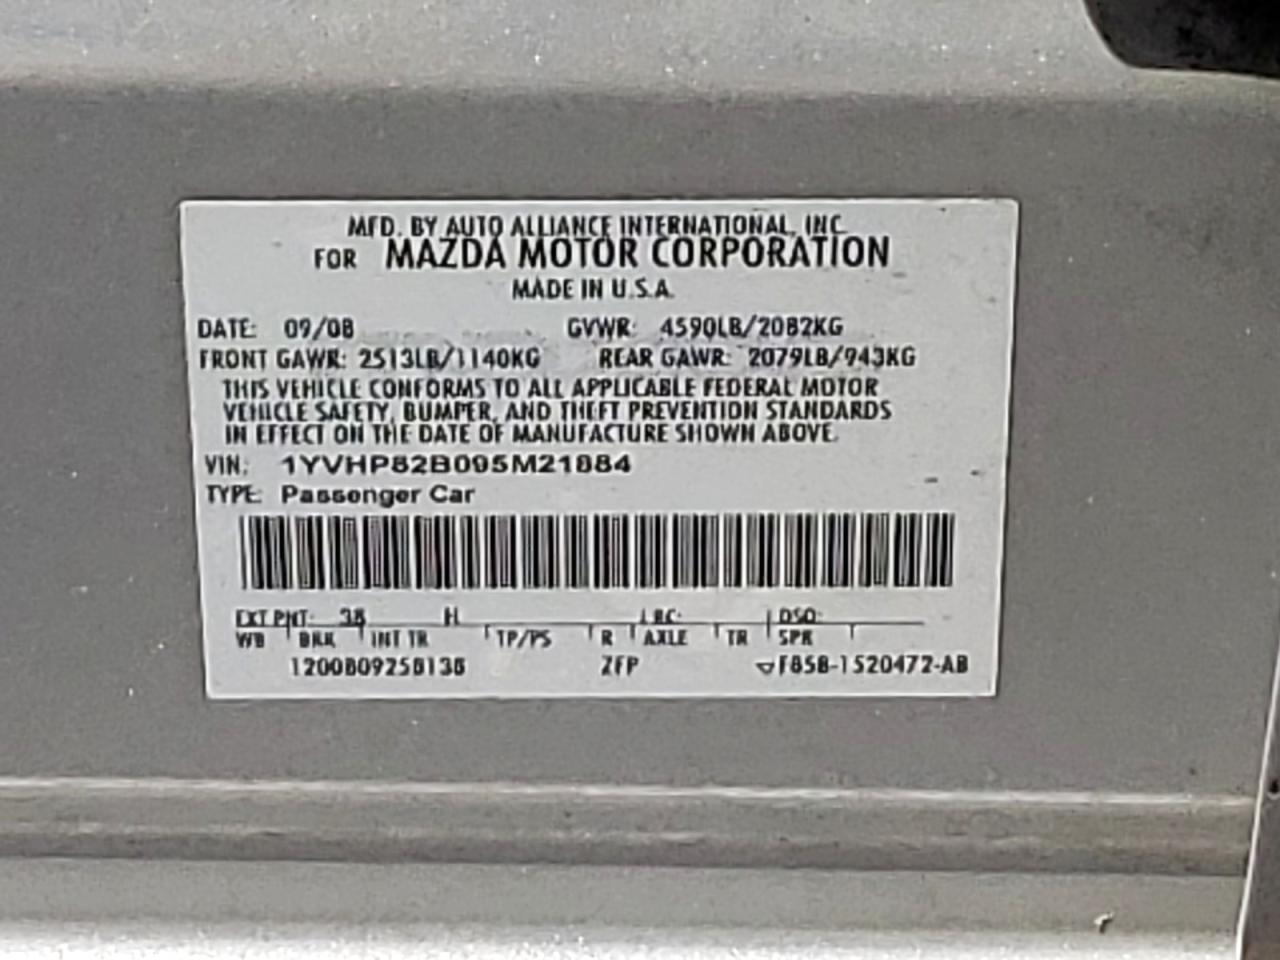 MFD. BY AUTO ALLIANCE INTERNATIONAL, INC.
FOR MAZDA MOTOR CORPORATION
MADE IN U.S.A.
DATE: 09/08 GVWR: 4590LB/2082KG
FRONT GAWR: 2513LB/1140KG REAR GAWR: 2079LB/943KG
THIS VEHICLE CONFORMS TO ALL APPLICABLE FEDERAL MOTOR
VEHICLE SAFETY, BUMPER, AND THEFT PREVENTION STANDARDS
IN EFFECT ON THE DATE OF MANUFACTURE SHOWN ABOVE.
VIN: 1YVHP82B095M21884
TYPE: Passenger Car
EXT PNT: 38 H RC: DSO:
WB BRK INT TR TP/PS R AXLE TR SPR
ZFP F85B-1520472-AB